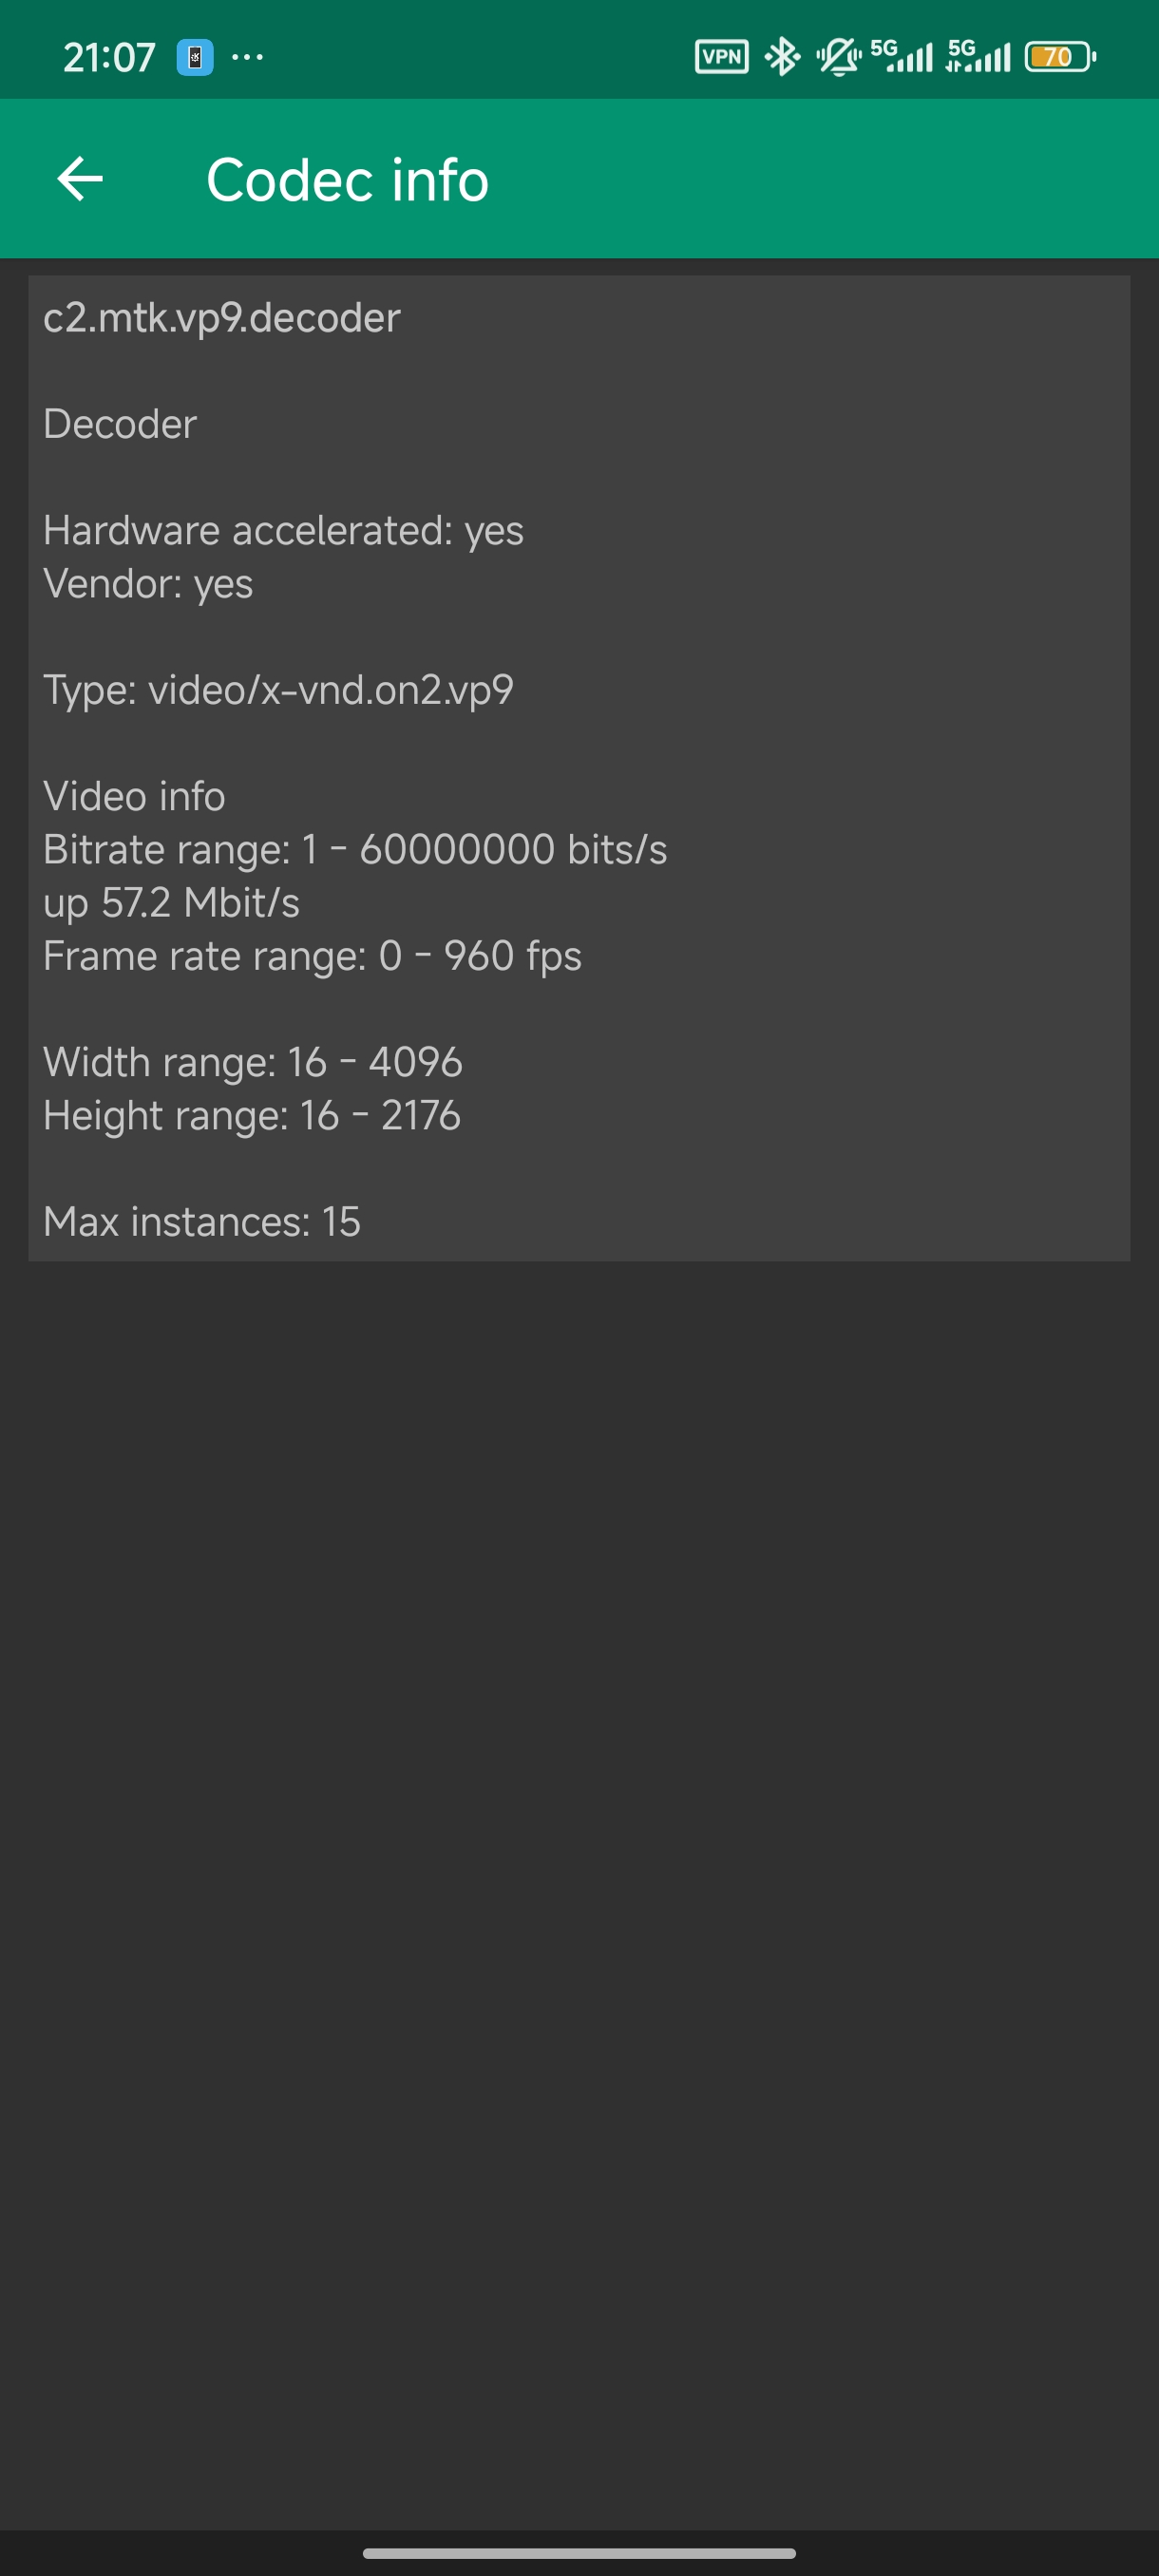 21:07 ... VPN 5G 5G 70
Codec info
c2.mtk.vp9.decoder
Decoder
Hardware accelerated: yes
Vendor: yes
Type: video/x-vnd.on2.vp9
Video info
Bitrate range: 1 - 60000000 bits/s
up 57.2 Mbit/s
Frame rate range: 0 - 960 fps
Width range: 16 - 4096
Height range: 16 - 2176
Max instances: 15